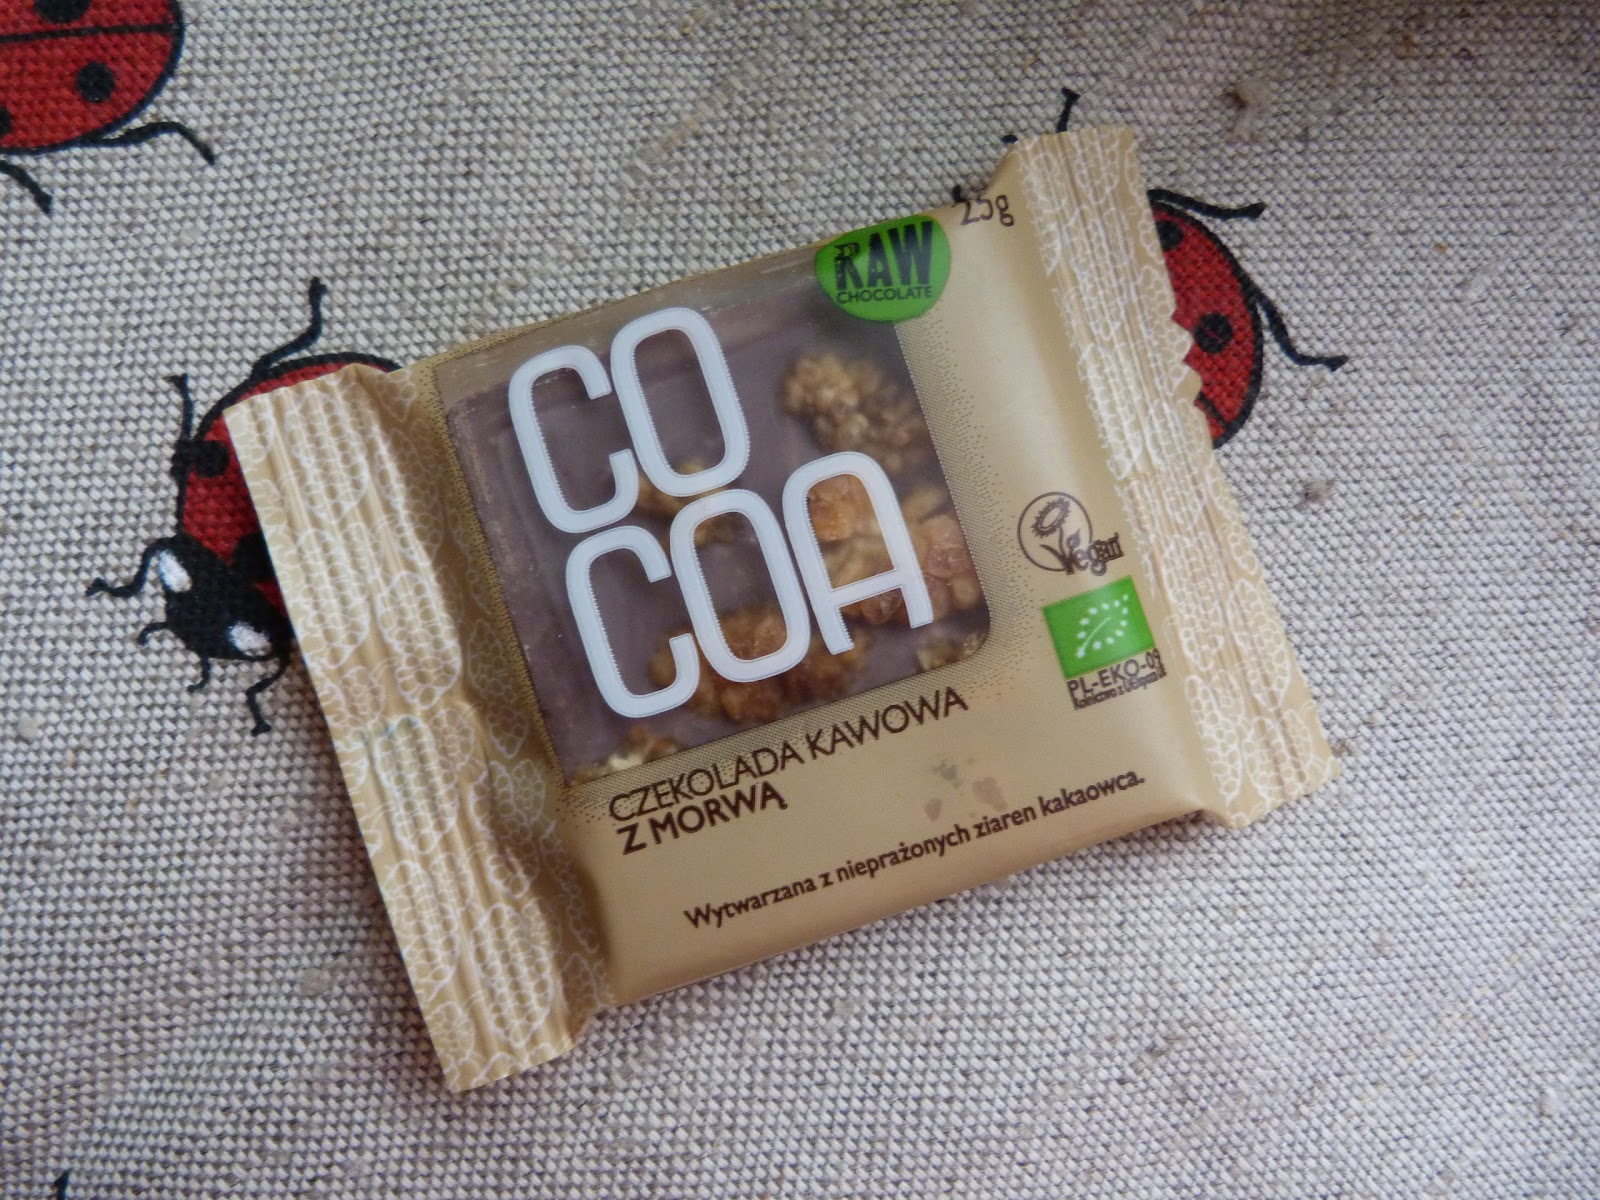 25g
RAW
CHOCOLATE
CO
COA
Vegan
PL-EKO-09
CZEKOLADA KAWOWA
Z MORWĄ
Wytwarzana z nieprażonych ziaren kakaowca.